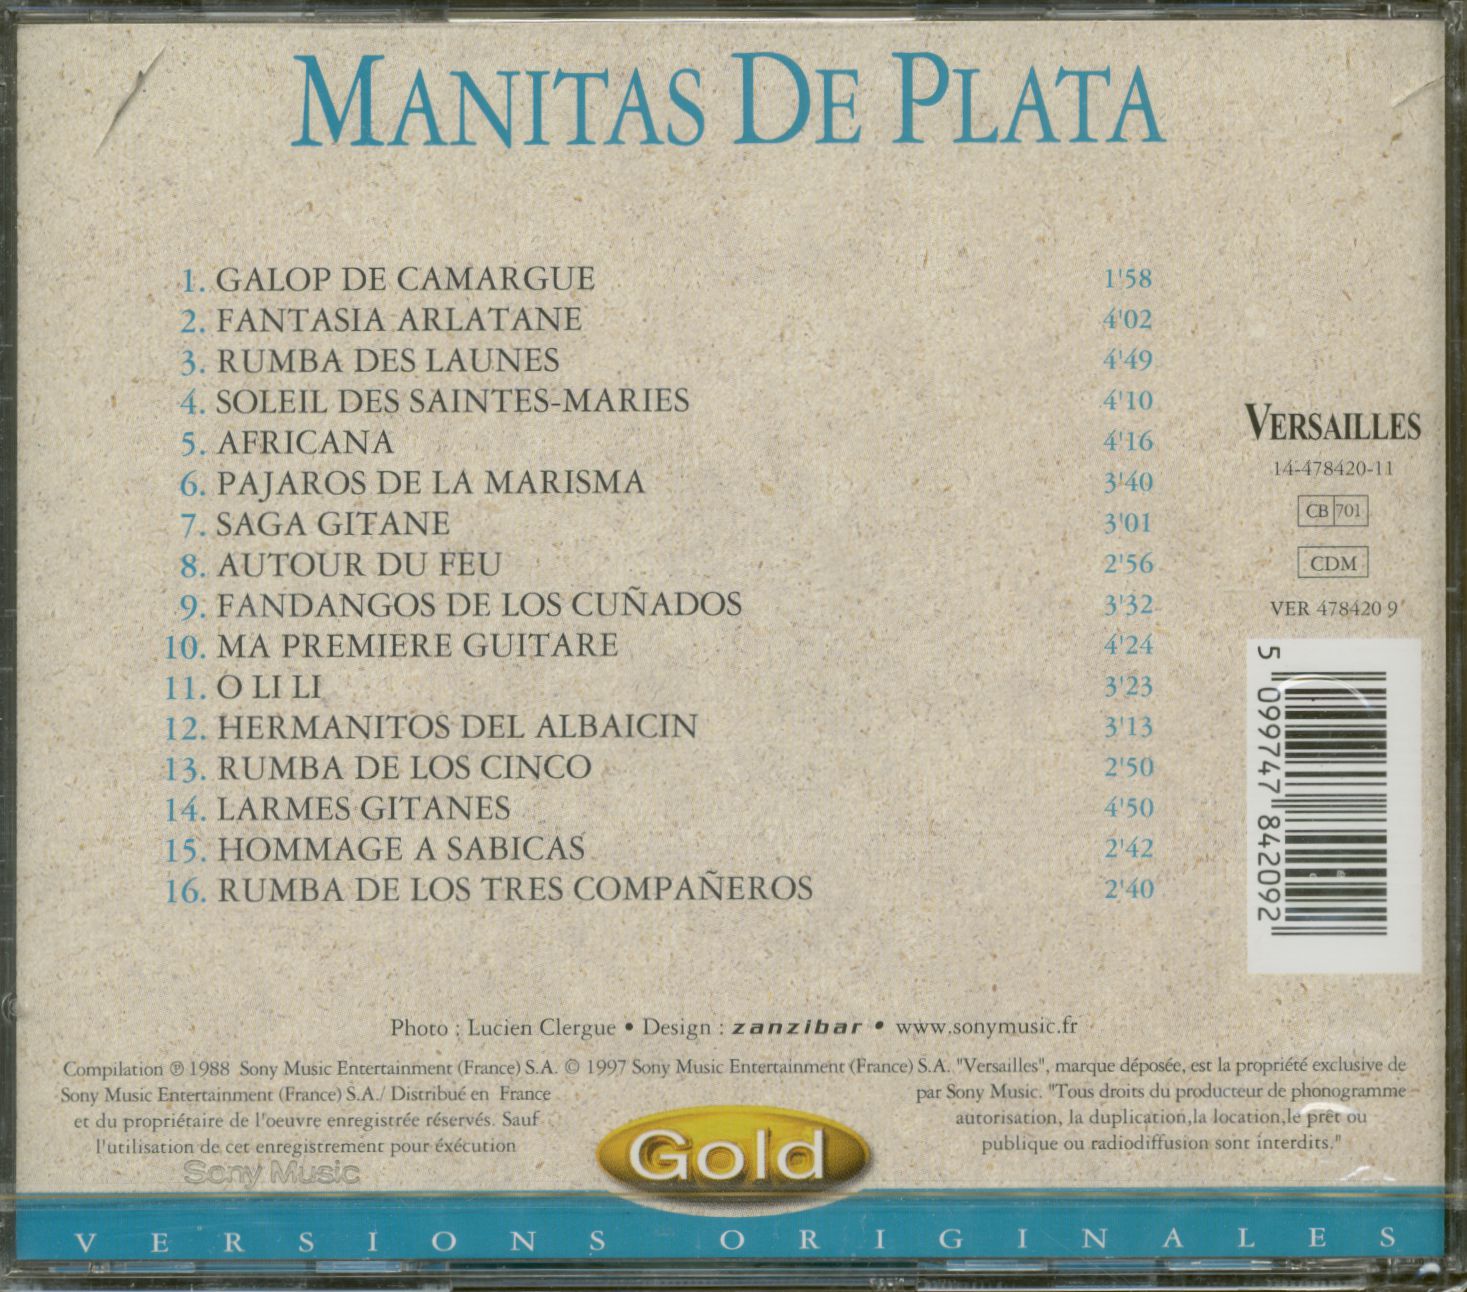 MANITAS DE PLATA
1. GALOP DE CAMARGUE 1'58
2. FANTASIA ARLATANE 4'02
3. RUMBA DES LAUNES 4'49
4. SOLEIL DES SAINTES-MARIES 4'10
5. AFRICANA 4'16
6. PAJAROS DE LA MARISMA 3'40
7. SAGA GITANE 3'01
8. AUTOUR DU FEU 2'56
9. FANDANGOS DE LOS CUÑADOS 3'32
10. MA PREMIERE GUITARE 4'24
11. O LI LI 3'23
12. HERMANITOS DEL ALBAICIN 3'13
13. RUMBA DE LOS CINCO 2'50
14. LARMES GITANES 4'50
15. HOMMAGE A SABICAS 2'42
16. RUMBA DE LOS TRES COMPAÑEROS 2'40
VERSAILLES
14-478420-11
CB 701
CDM
VER 478420 9
5 099747 842092
Photo : Lucien Clergue • Design : zanzibar • www.sonymusic.fr
Compilation ℗ 1988 Sony Music Entertainment (France) S.A. © 1997 Sony Music Entertainment (France) S.A. "Versailles", marque déposée, est la propriété exclusive de
Sony Music Entertainment (France) S.A./ Distribué en France par Sony Music. "Tous droits du producteur de phonogramme
et du propriétaire de l'oeuvre enregistrée réservés. Sauf autorisation, la duplication,la location,le prêt ou
l'utilisation de cet enregistrement pour éxécution publique ou radiodiffusion sont interdits."
Sony Music
Gold
VERSIONS ORIGINALES